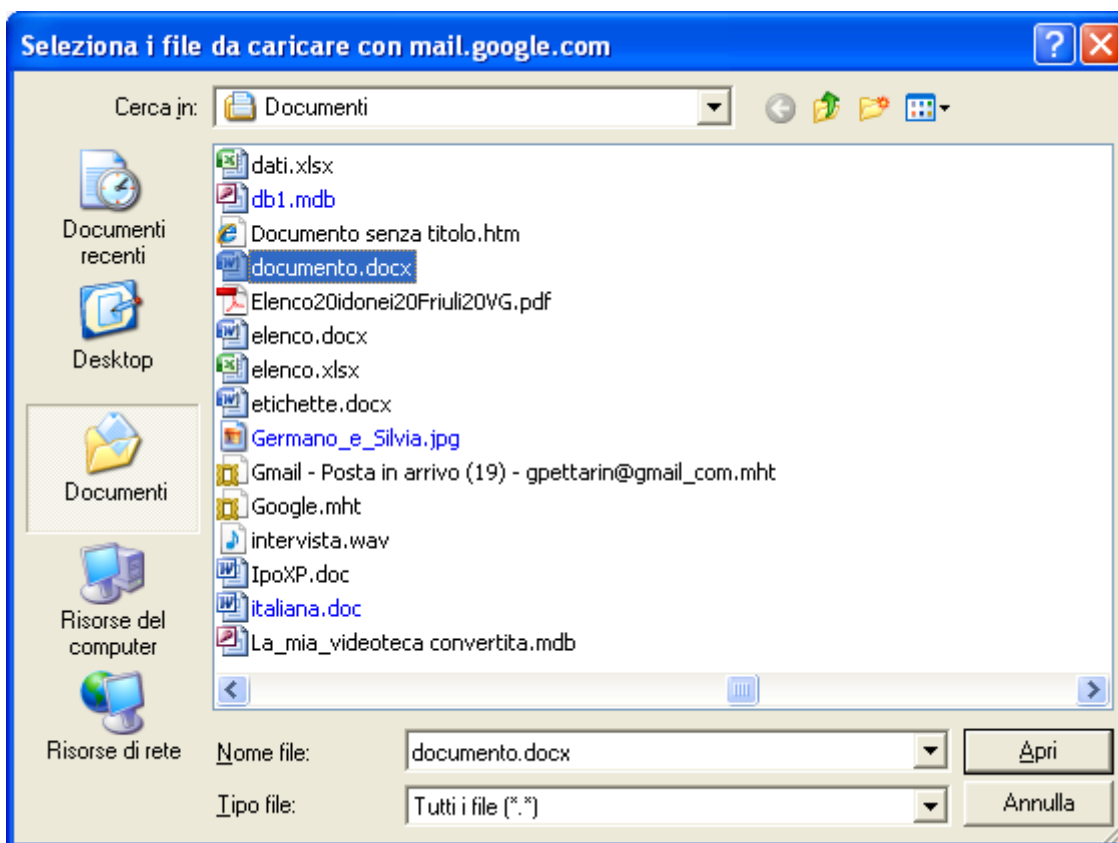 Seleziona i file da caricare con mail.google.com
Cerca in:
Documenti
Documenti
recenti
Desktop
Documenti
Risorse del
computer
Risorse di rete
dati.xlsx
db1.mdb
Documento senza titolo.htm
documento.docx
Elenco20idonei20Friuli20VG.pdf
elenco.docx
elenco.xlsx
etichette.docx
Germano_e_Silvia.jpg
Gmail - Posta in arrivo (19) - gpettarin@gmail_com.mht
Google.mht
intervista.wav
IpoXP.doc
italiana.doc
La_mia_videoteca convertita.mdb
Nome file:
documento.docx
Apri
Tipo file:
Tutti i file (*.*)
Annulla